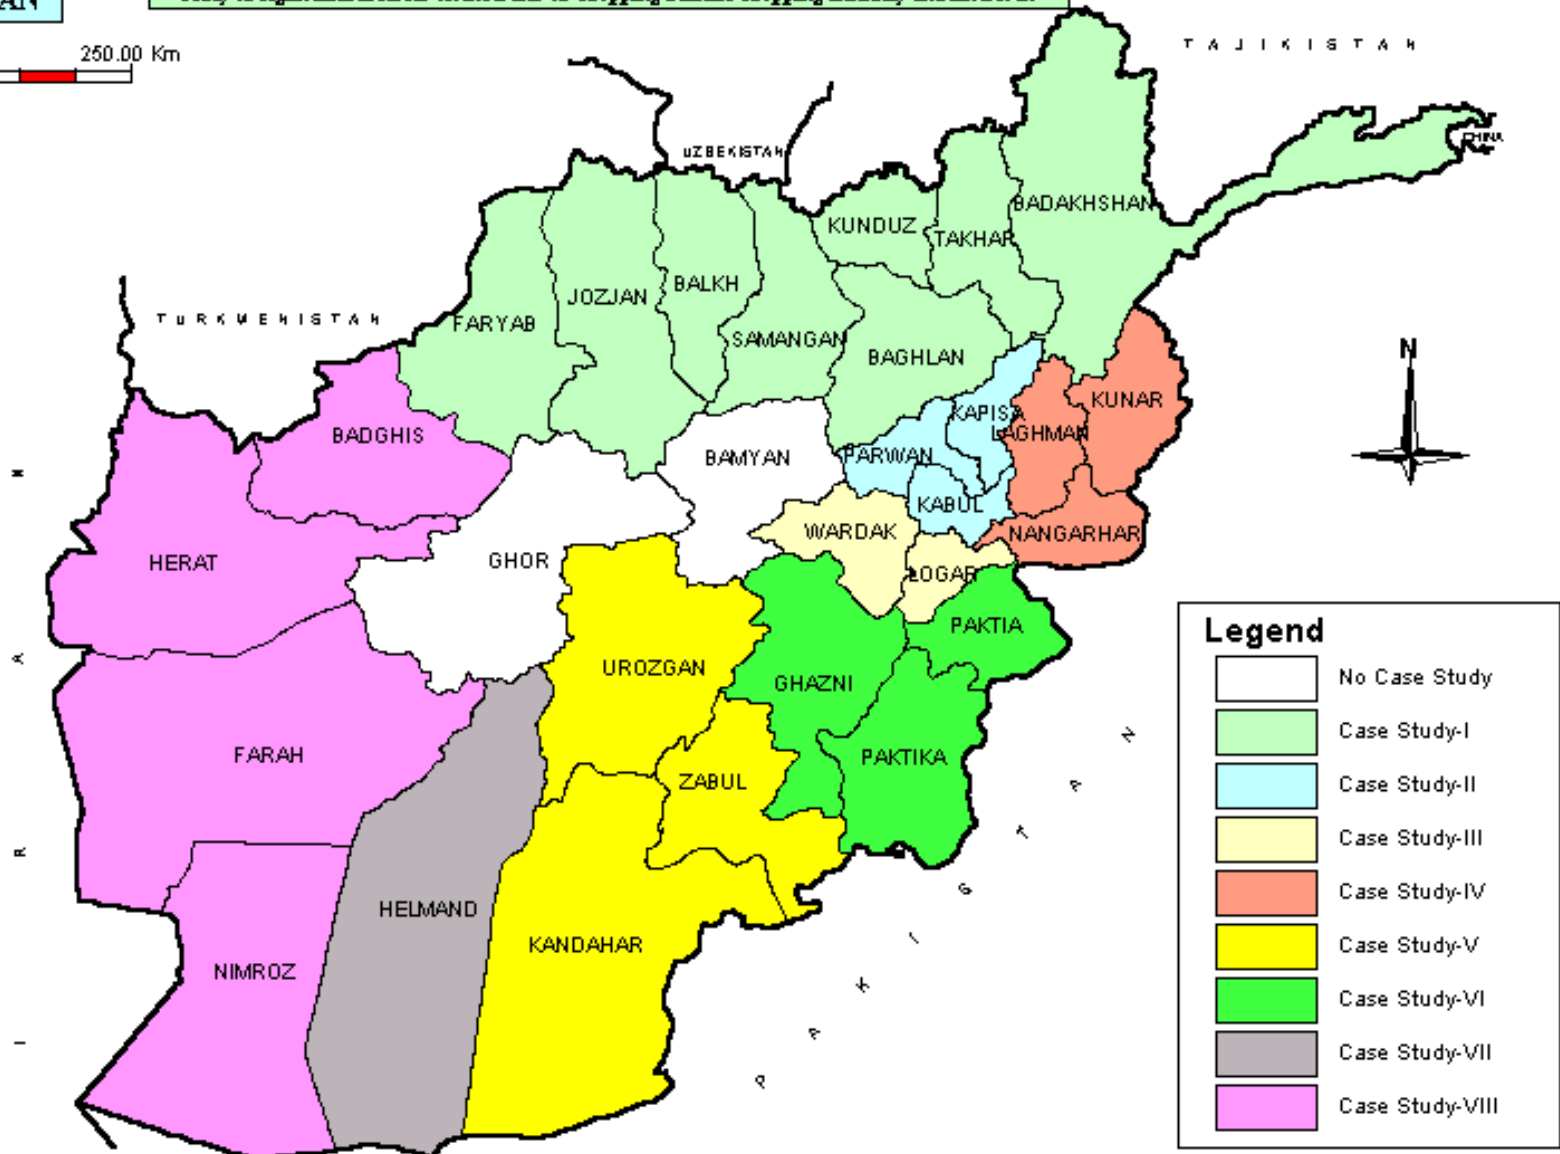 AN
250.00 Km
TAJIKISTAN
CHINA
UZBEKISTAN
TURKMENISTAN
BADAKHSHAN
KUNDUZ
TAKHAR
BALKH
JOZJAN
FARYAB
SAMANGAN
BAGHLAN
N
KAPISA
KUNAR
LAGHMAN
BADGHIS
PARWAN
BAMYAN
KABUL
WARDAK
NANGARHAR
HERAT
GHOR
LOGAR
PAKTIA
UROZGAN
GHAZNI
FARAH
PAKTIKA
ZABUL
HELMAND
KANDAHAR
NIMROZ
IRAN
PAKISTAN
Legend
No Case Study
Case Study-I
Case Study-II
Case Study-III
Case Study-IV
Case Study-V
Case Study-VI
Case Study-VII
Case Study-VIII